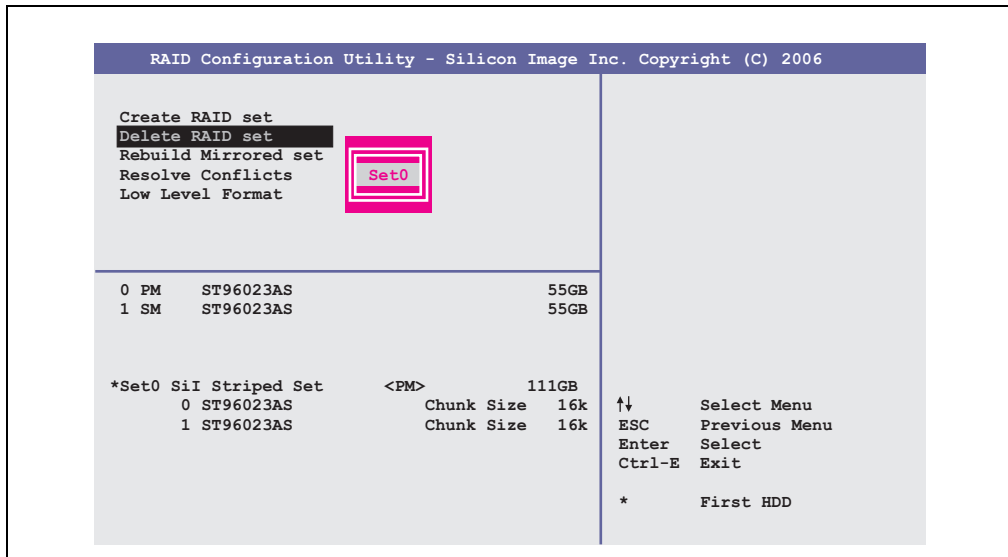 RAID Configuration Utility - Silicon Image Inc. Copyright (C) 2006
Create RAID set
Delete RAID set
Rebuild Mirrored set
Resolve Conflicts
Low Level Format
Set0
0 PM ST96023AS 55GB
1 SM ST96023AS 55GB
*Set0 SiI Striped Set <PM> 111GB
0 ST96023AS Chunk Size 16k
1 ST96023AS Chunk Size 16k
↑↓ Select Menu
ESC Previous Menu
Enter Select
Ctrl-E Exit
* First HDD